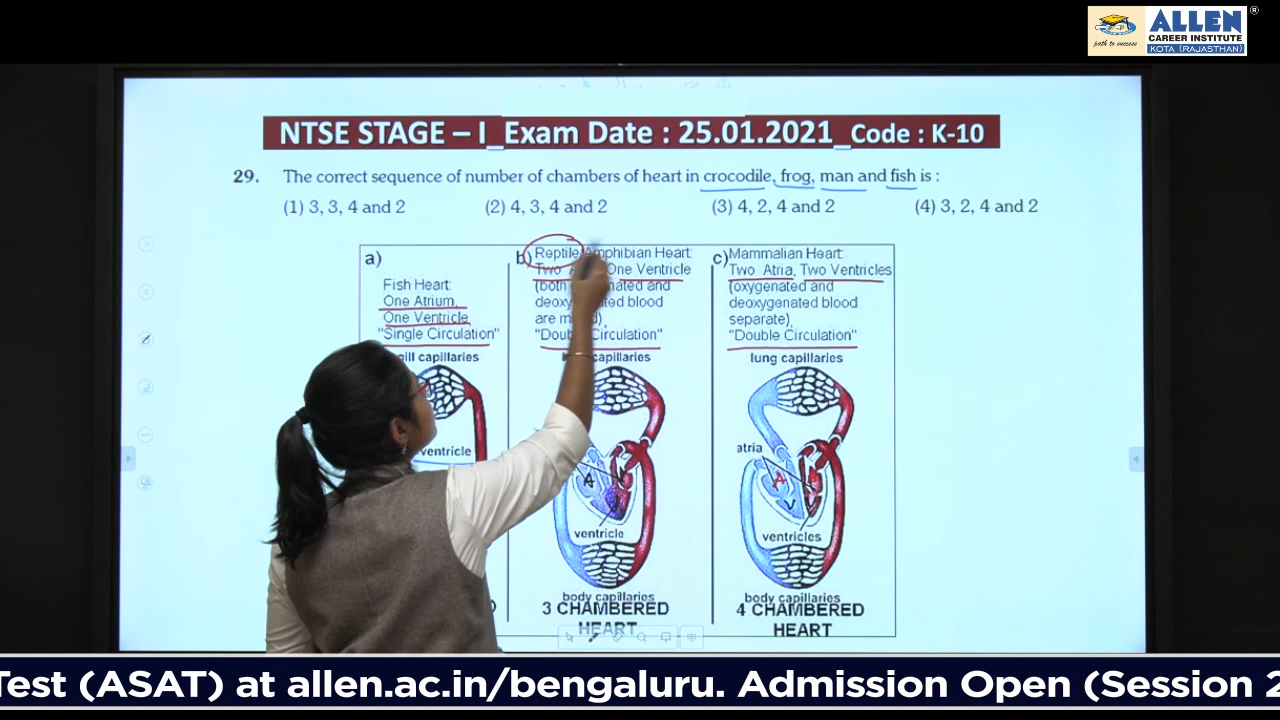 ALLEN
CAREER INSTITUTE
KOTA (RAJASTHAN)
path to success
®
NTSE STAGE – I_Exam Date : 25.01.2021_Code : K-10
29. The correct sequence of number of chambers of heart in crocodile, frog, man and fish is :
(1) 3, 3, 4 and 2 (2) 4, 3, 4 and 2 (3) 4, 2, 4 and 2 (4) 3, 2, 4 and 2
a)
Fish Heart:
One Atrium,
One Ventricle
"Single Circulation"
gill capillaries
ventricle
b) Reptile/Amphibian Heart:
Two One Ventricle
(both and
deoxy blood
are
"Double Circulation"
capillaries
A
V
ventricle
body capillaries
3 CHAMBERED
HEART
c) Mammalian Heart:
Two Atria, Two Ventricles
(oxygenated and
deoxygenated blood
separate)
"Double Circulation"
lung capillaries
atria
A
V
ventricles
body capillaries
4 CHAMBERED
HEART
Test (ASAT) at allen.ac.in/bengaluru. Admission Open (Session 2